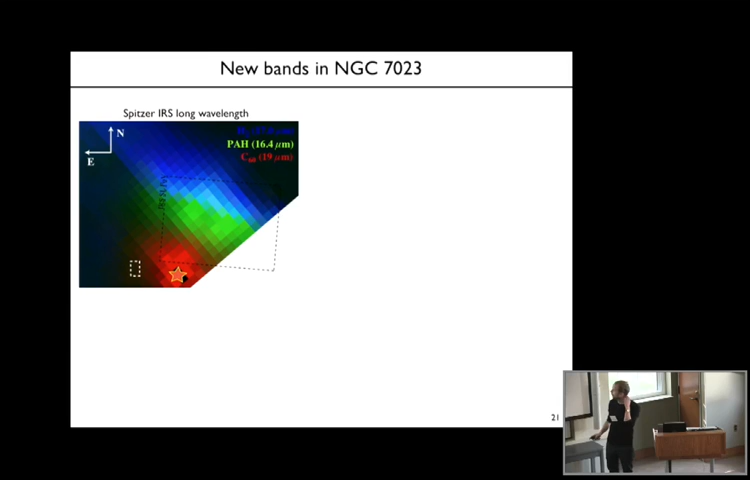 New bands in NGC 7023
Spitzer IRS long wavelength
N
E
PAH (16.4 μm)
C₆₀ (19 μm)
21